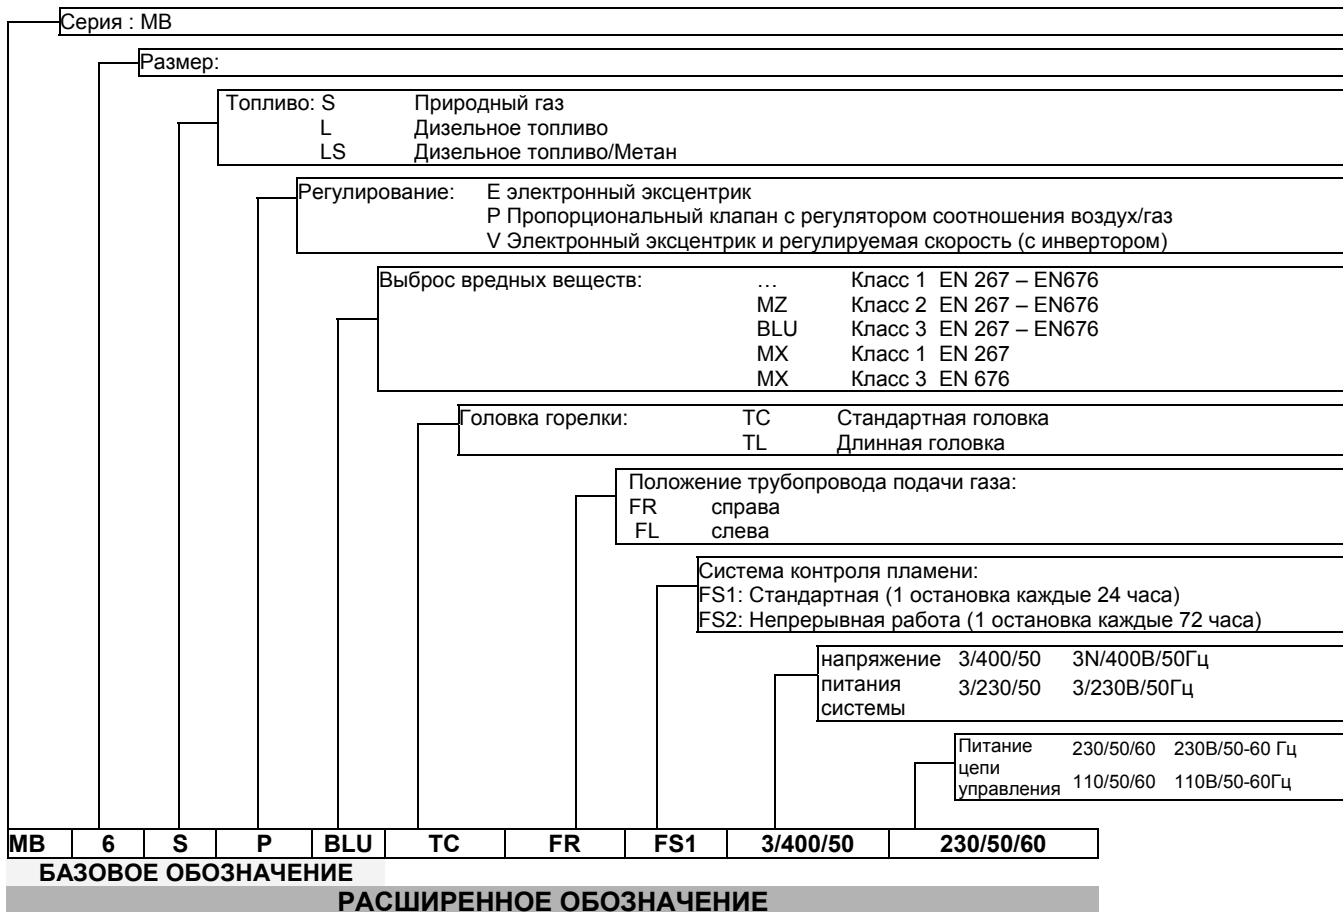 Серия : MB
Размер:
Топливо: S Природный газ
L Дизельное топливо
LS Дизельное топливо/Метан
Регулирование: E электронный эксцентрик
P Пропорциональный клапан с регулятором соотношения воздух/газ
V Электронный эксцентрик и регулируемая скорость (с инвертором)
Выброс вредных веществ: … Класс 1 EN 267 – EN676
MZ Класс 2 EN 267 – EN676
BLU Класс 3 EN 267 – EN676
MX Класс 1 EN 267
MX Класс 3 EN 676
Головка горелки: TC Стандартная головка
TL Длинная головка
Положение трубопровода подачи газа:
FR справа
FL слева
Система контроля пламени:
FS1: Стандартная (1 остановка каждые 24 часа)
FS2: Непрерывная работа (1 остановка каждые 72 часа)
напряжение 3/400/50 3N/400В/50Гц
питания 3/230/50 3/230В/50Гц
системы
Питание 230/50/60 230В/50-60 Гц
цепи
управления 110/50/60 110В/50-60Гц
MB 6 S P BLU TC FR FS1 3/400/50 230/50/60
БАЗОВОЕ ОБОЗНАЧЕНИЕ
РАСШИРЕННОЕ ОБОЗНАЧЕНИЕ